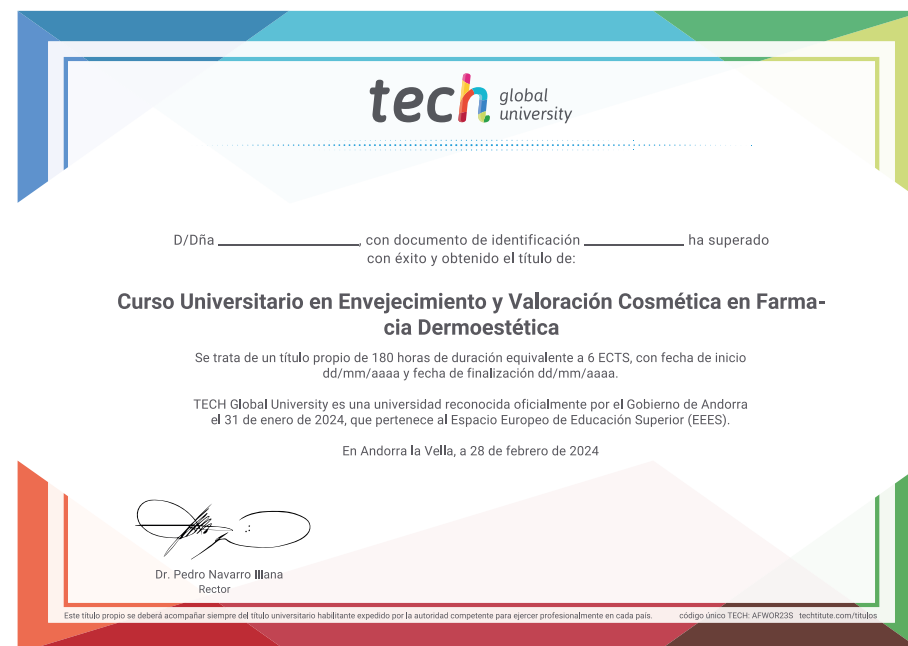 tech global
university
D/Dña ____________________, con documento de identificación ______________ ha superado
con éxito y obtenido el título de:
Curso Universitario en Envejecimiento y Valoración Cosmética en Farma-
cia Dermoestética
Se trata de un título propio de 180 horas de duración equivalente a 6 ECTS, con fecha de inicio
dd/mm/aaaa y fecha de finalización dd/mm/aaaa.
TECH Global University es una universidad reconocida oficialmente por el Gobierno de Andorra
el 31 de enero de 2024, que pertenece al Espacio Europeo de Educación Superior (EEES).
En Andorra la Vella, a 28 de febrero de 2024
Dr. Pedro Navarro Illana
Rector
Este título propio se deberá acompañar siempre del título universitario habilitante expedido por la autoridad competente para ejercer profesionalmente en cada país. código único TECH: AFWOR23S techtitute.com/titulos